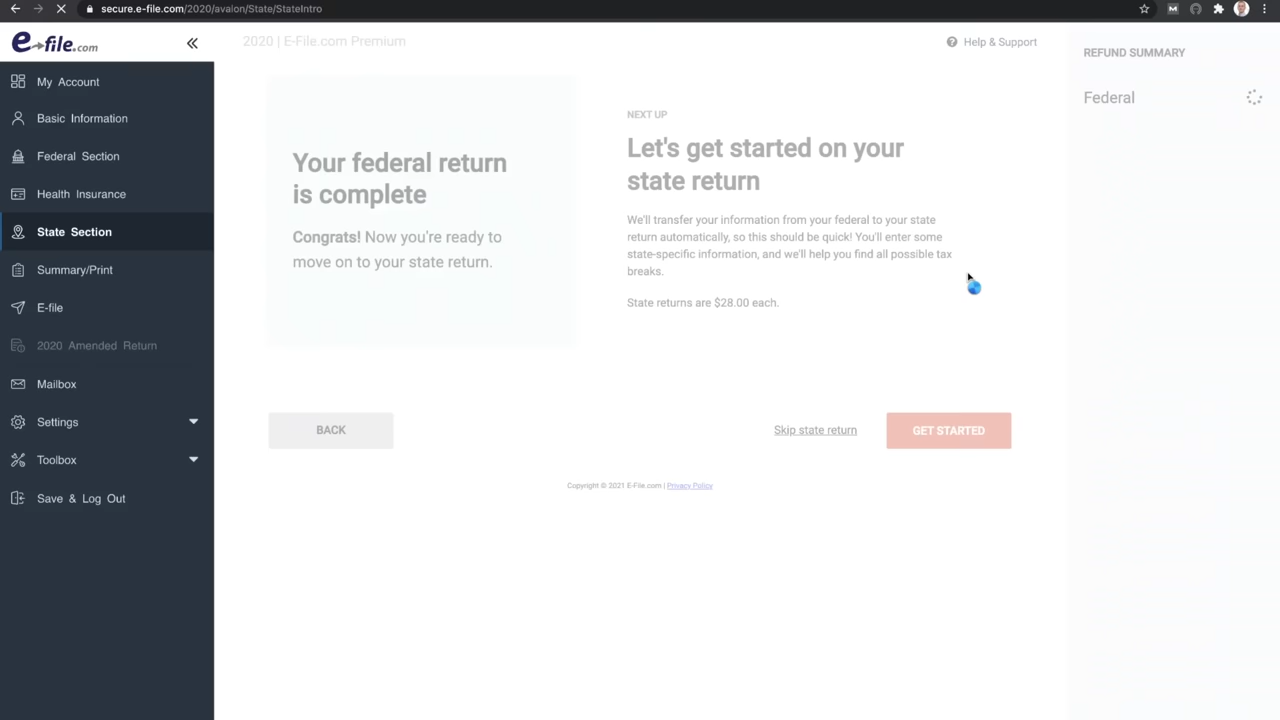 secure.e-file.com/2020/avalon/State/StateIntro
e-file.com
My Account
Basic Information
Federal Section
Health Insurance
State Section
Summary/Print
E-file
2020 Amended Return
Mailbox
Settings
Toolbox
Save & Log Out
2020 | E-File.com Premium
Help & Support
Your federal return
is complete
Congrats! Now you're ready to
move on to your state return.
NEXT UP
Let's get started on your
state return
We'll transfer your information from your federal to your state
return automatically, so this should be quick! You'll enter some
state-specific information, and we'll help you find all possible tax
breaks.
State returns are $28.00 each.
BACK
Skip state return
GET STARTED
Copyright © 2021 E-File.com | Privacy Policy
REFUND SUMMARY
Federal